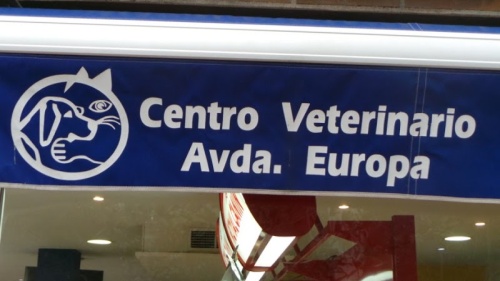 Centro Veterinario
Avda. Europa